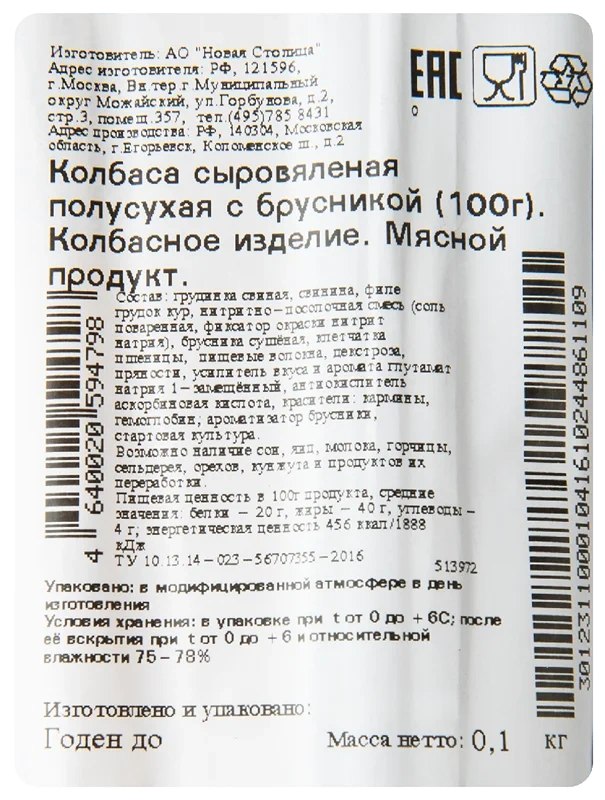 Изготовитель: АО "Новая Столица"
Адрес изготовителя: РФ, 121596,
г.Москва, Вн.тер.г.Муниципальный
округ Можайский, ул.Горбунова, д.2,
стр.3, помещ.357, тел.(495)785 8431
Адрес производства: РФ, 140304, Московская
область, г.Егорьевск, Коломенское ш., д.2
EAC
0
Колбаса сыровяленая
полусухая с брусникой (100г).
Колбасное изделие. Мясной
продукт.
Состав: грудинка свиная, свинина, филе
грудок кур, нитритно-посолочная смесь (соль
поваренная, фиксатор окраски нитрит
натрия), брусника сушёная, клетчатка
пшеницы, пищевые волокна, декстроза,
пряности, усилитель вкуса и аромата глутамат
натрия 1-замещённый, антиокислитель
аскорбиновая кислота, красители: кармины,
гемоглобин, ароматизатор брусники,
стартовая культура.
Возможно наличие сои, яиц, молока, горчицы,
сельдерея, орехов, кунжута и продуктов их
переработки.
Пищевая ценность в 100г продукта, средние
значения: белки - 20 г, жиры - 40 г, углеводы -
4 г; энергетическая ценность 456 ккал/1888
кДж
ТУ 10.13.14-023-56707355-2016
513972
4 640020 594798
30123110001041610244861109
Упаковано: в модифицированной атмосфере в день
изготовления
Условия хранения: в упаковке при t от 0 до +6С; после
её вскрытия при t от 0 до +6 и относительной
влажности 75-78%
Изготовлено и упаковано:
Годен до
Масса нетто: 0,1 кг